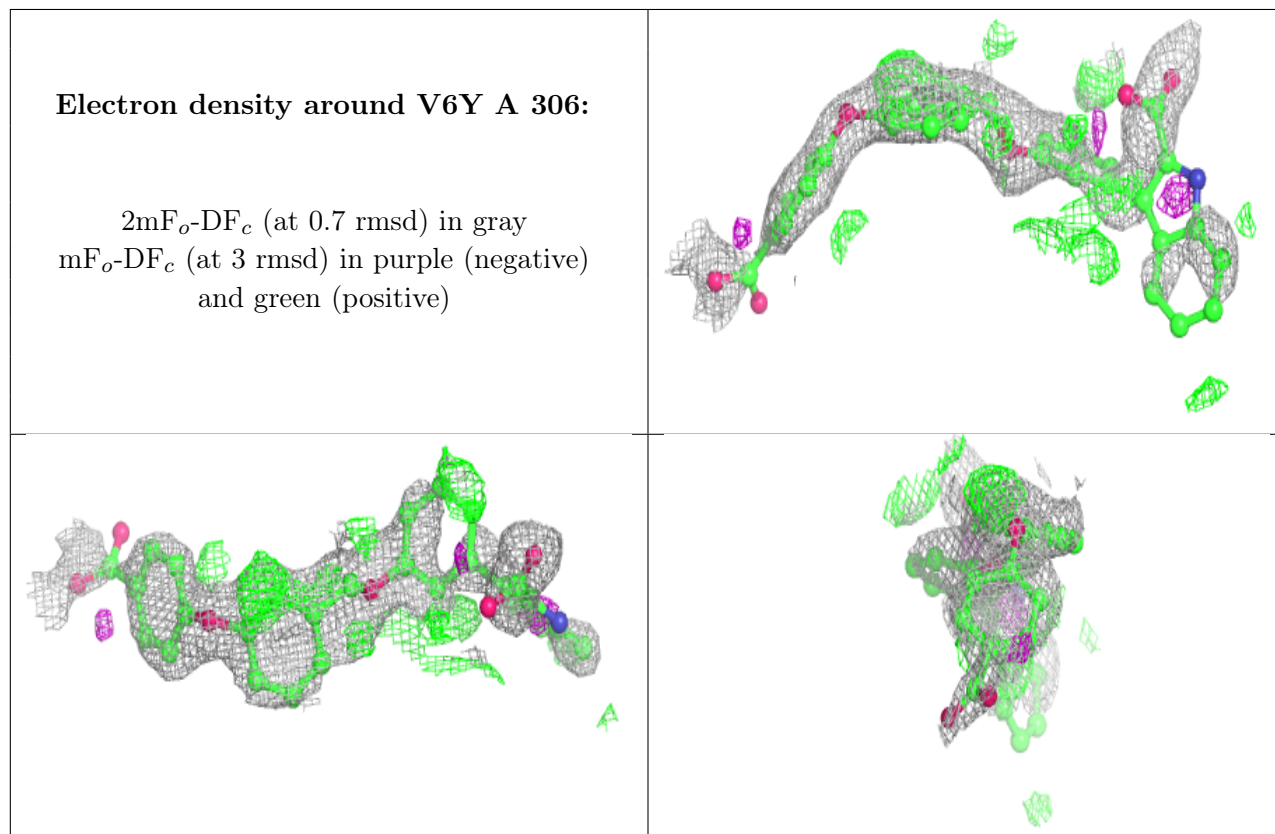 Electron density around V6Y A 306:
2mFo-DFc (at 0.7 rmsd) in gray
mFo-DFc (at 3 rmsd) in purple (negative)
and green (positive)